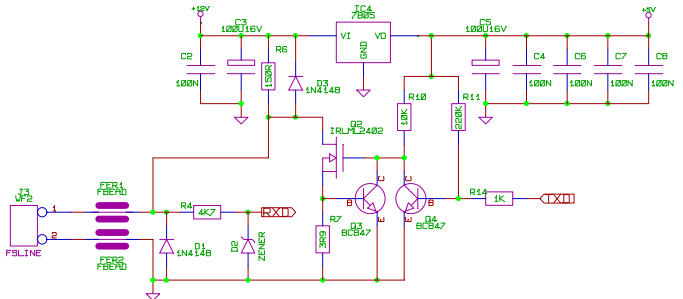 +12V
IC4
7805
+5V
C3
100U16V
VI
VO
GND
C5
100U16V
R6
150R
C2
100N
D3
1N4148
C4
100N
C6
100N
C7
100N
C8
100N
R10
10K
R11
220K
Q2
IRLML2402
J3
WF2
1
2
FSLINE
FER1
FBEAD
FER2
FBEAD
R4
4K7
RXD
D1
1N4148
D2
ZENER
R7
3R9
C
B
E
Q3
BC847
C
B
E
Q4
BC847
R14
1K
TXD